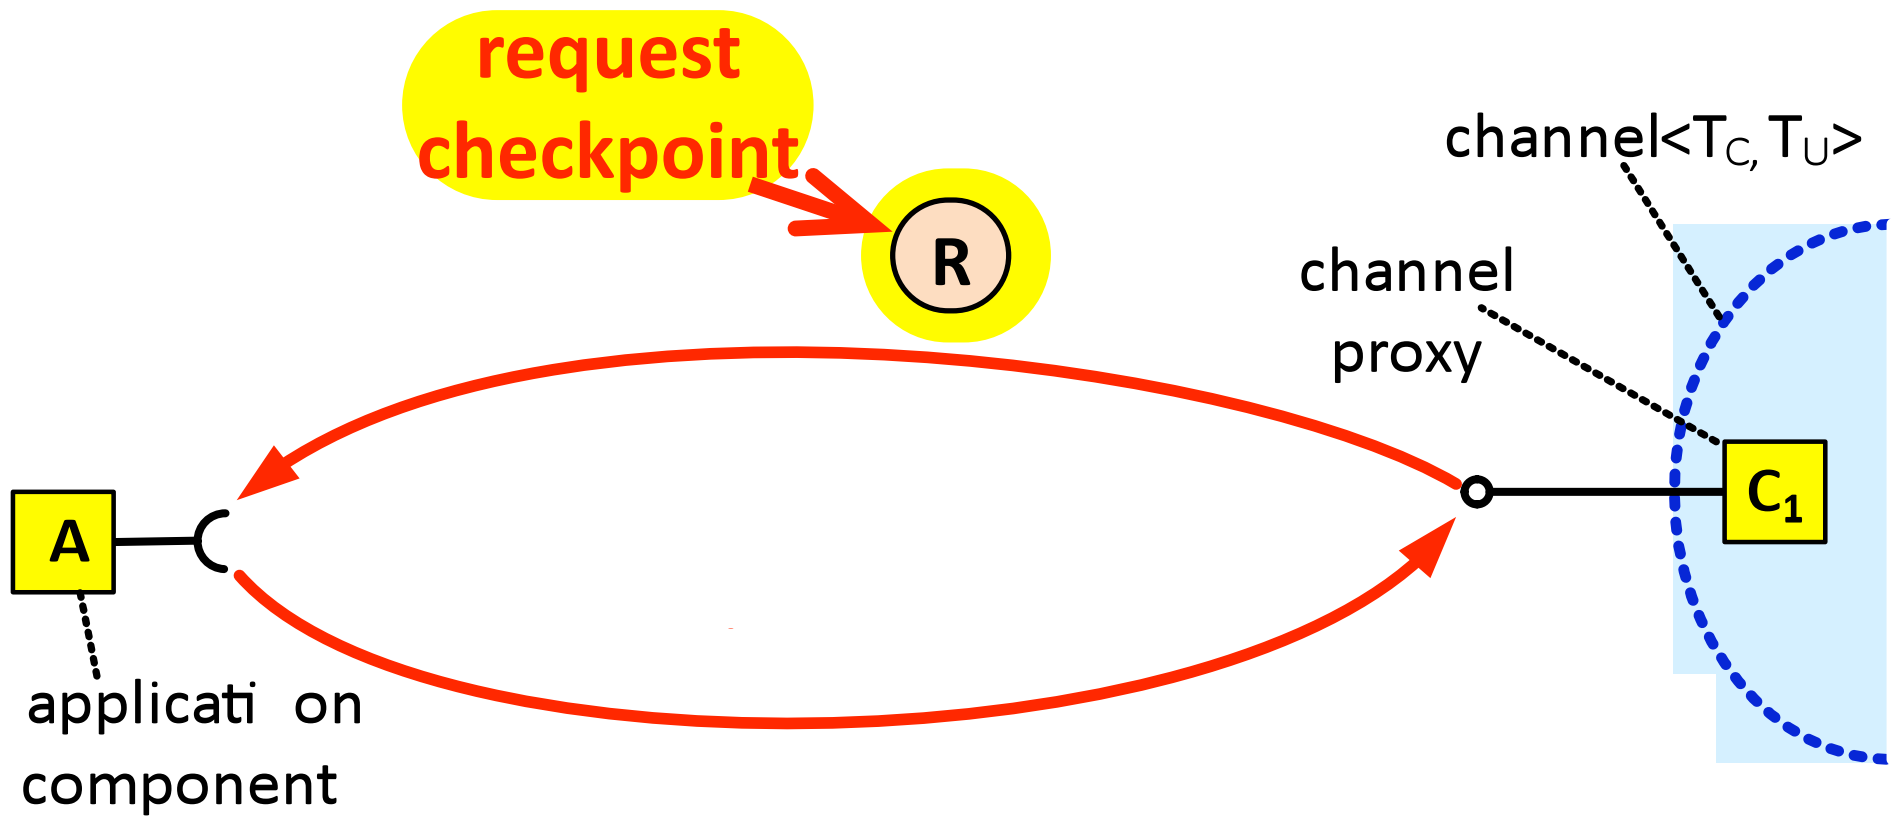 request
checkpoint
R
channel<TC, TU>
channel
proxy
C1
A
applicati on
component